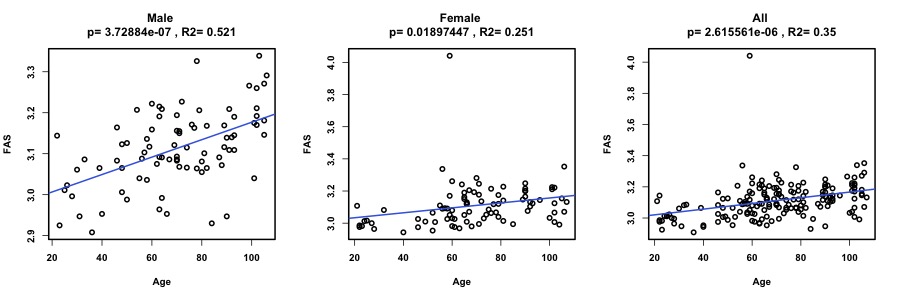 Male
p= 3.72884e-07 , R2= 0.521
FAS
3.3
3.2
3.1
3.0
2.9
20 40 60 80 100
Age
Female
p= 0.01897447 , R2= 0.251
FAS
4.0
3.8
3.6
3.4
3.2
3.0
20 40 60 80 100
Age
All
p= 2.615561e-06 , R2= 0.35
FAS
4.0
3.8
3.6
3.4
3.2
3.0
20 40 60 80 100
Age